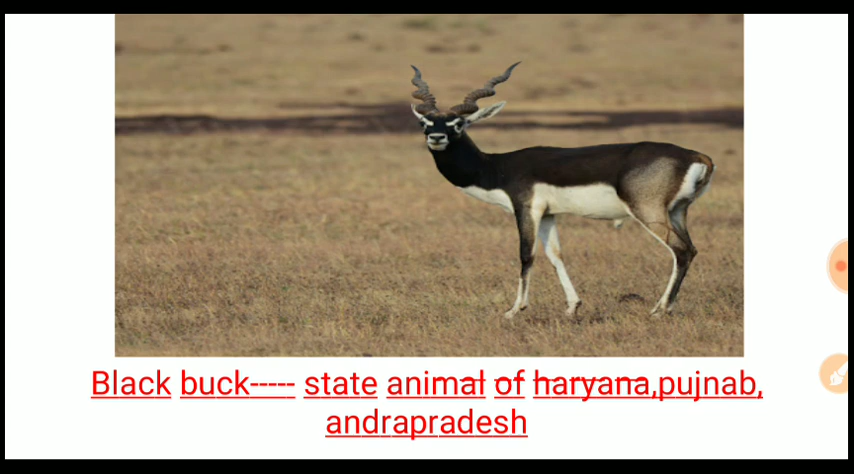 Black buck----- state animal of haryana,pujnab,
andrapradesh